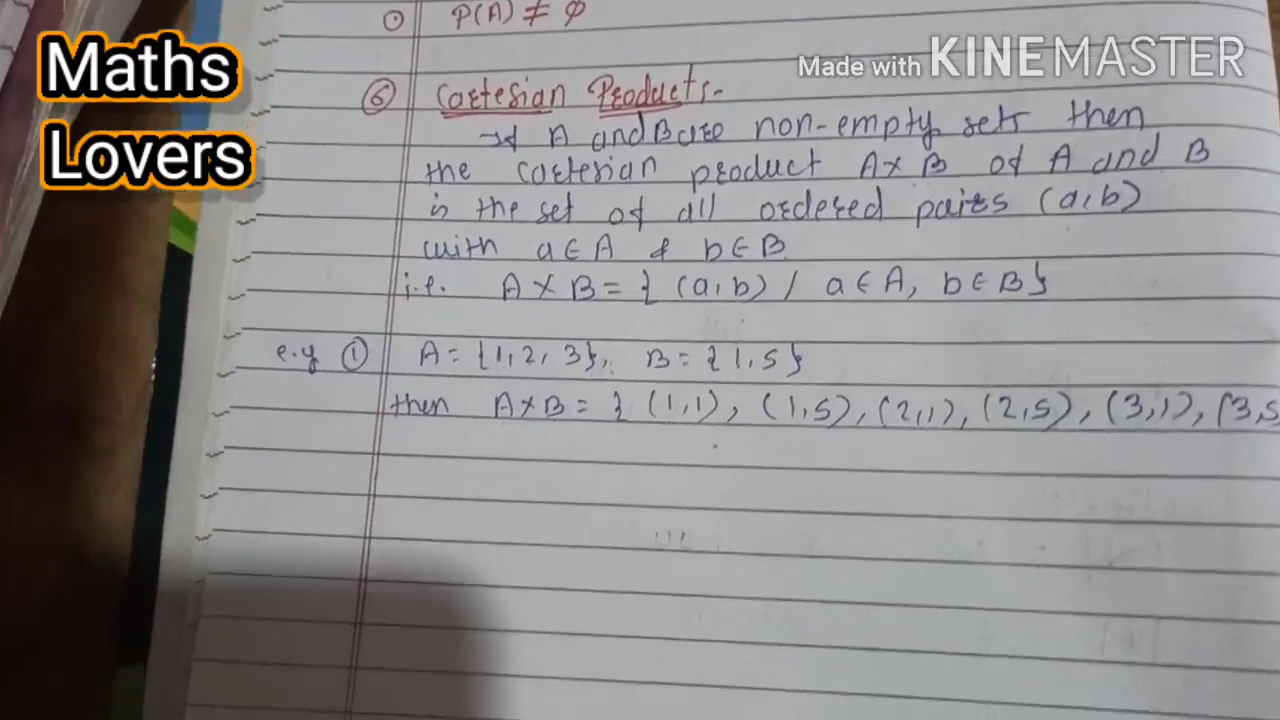 Maths
Lovers
Made with KINEMASTER
P(A) ≠ φ
⑥ Cartesian Products.
If A and B are non-empty sets then
the cartesian product A×B of A and B
is the set of all ordered pairs (a,b)
with a∈A & b∈B
i.e. A×B = { (a,b) / a∈A, b∈B}
e.g ① A = {1,2,3}, B = {1,5}
then A×B = { (1,1), (1,5), (2,1), (2,5), (3,1), (3,5